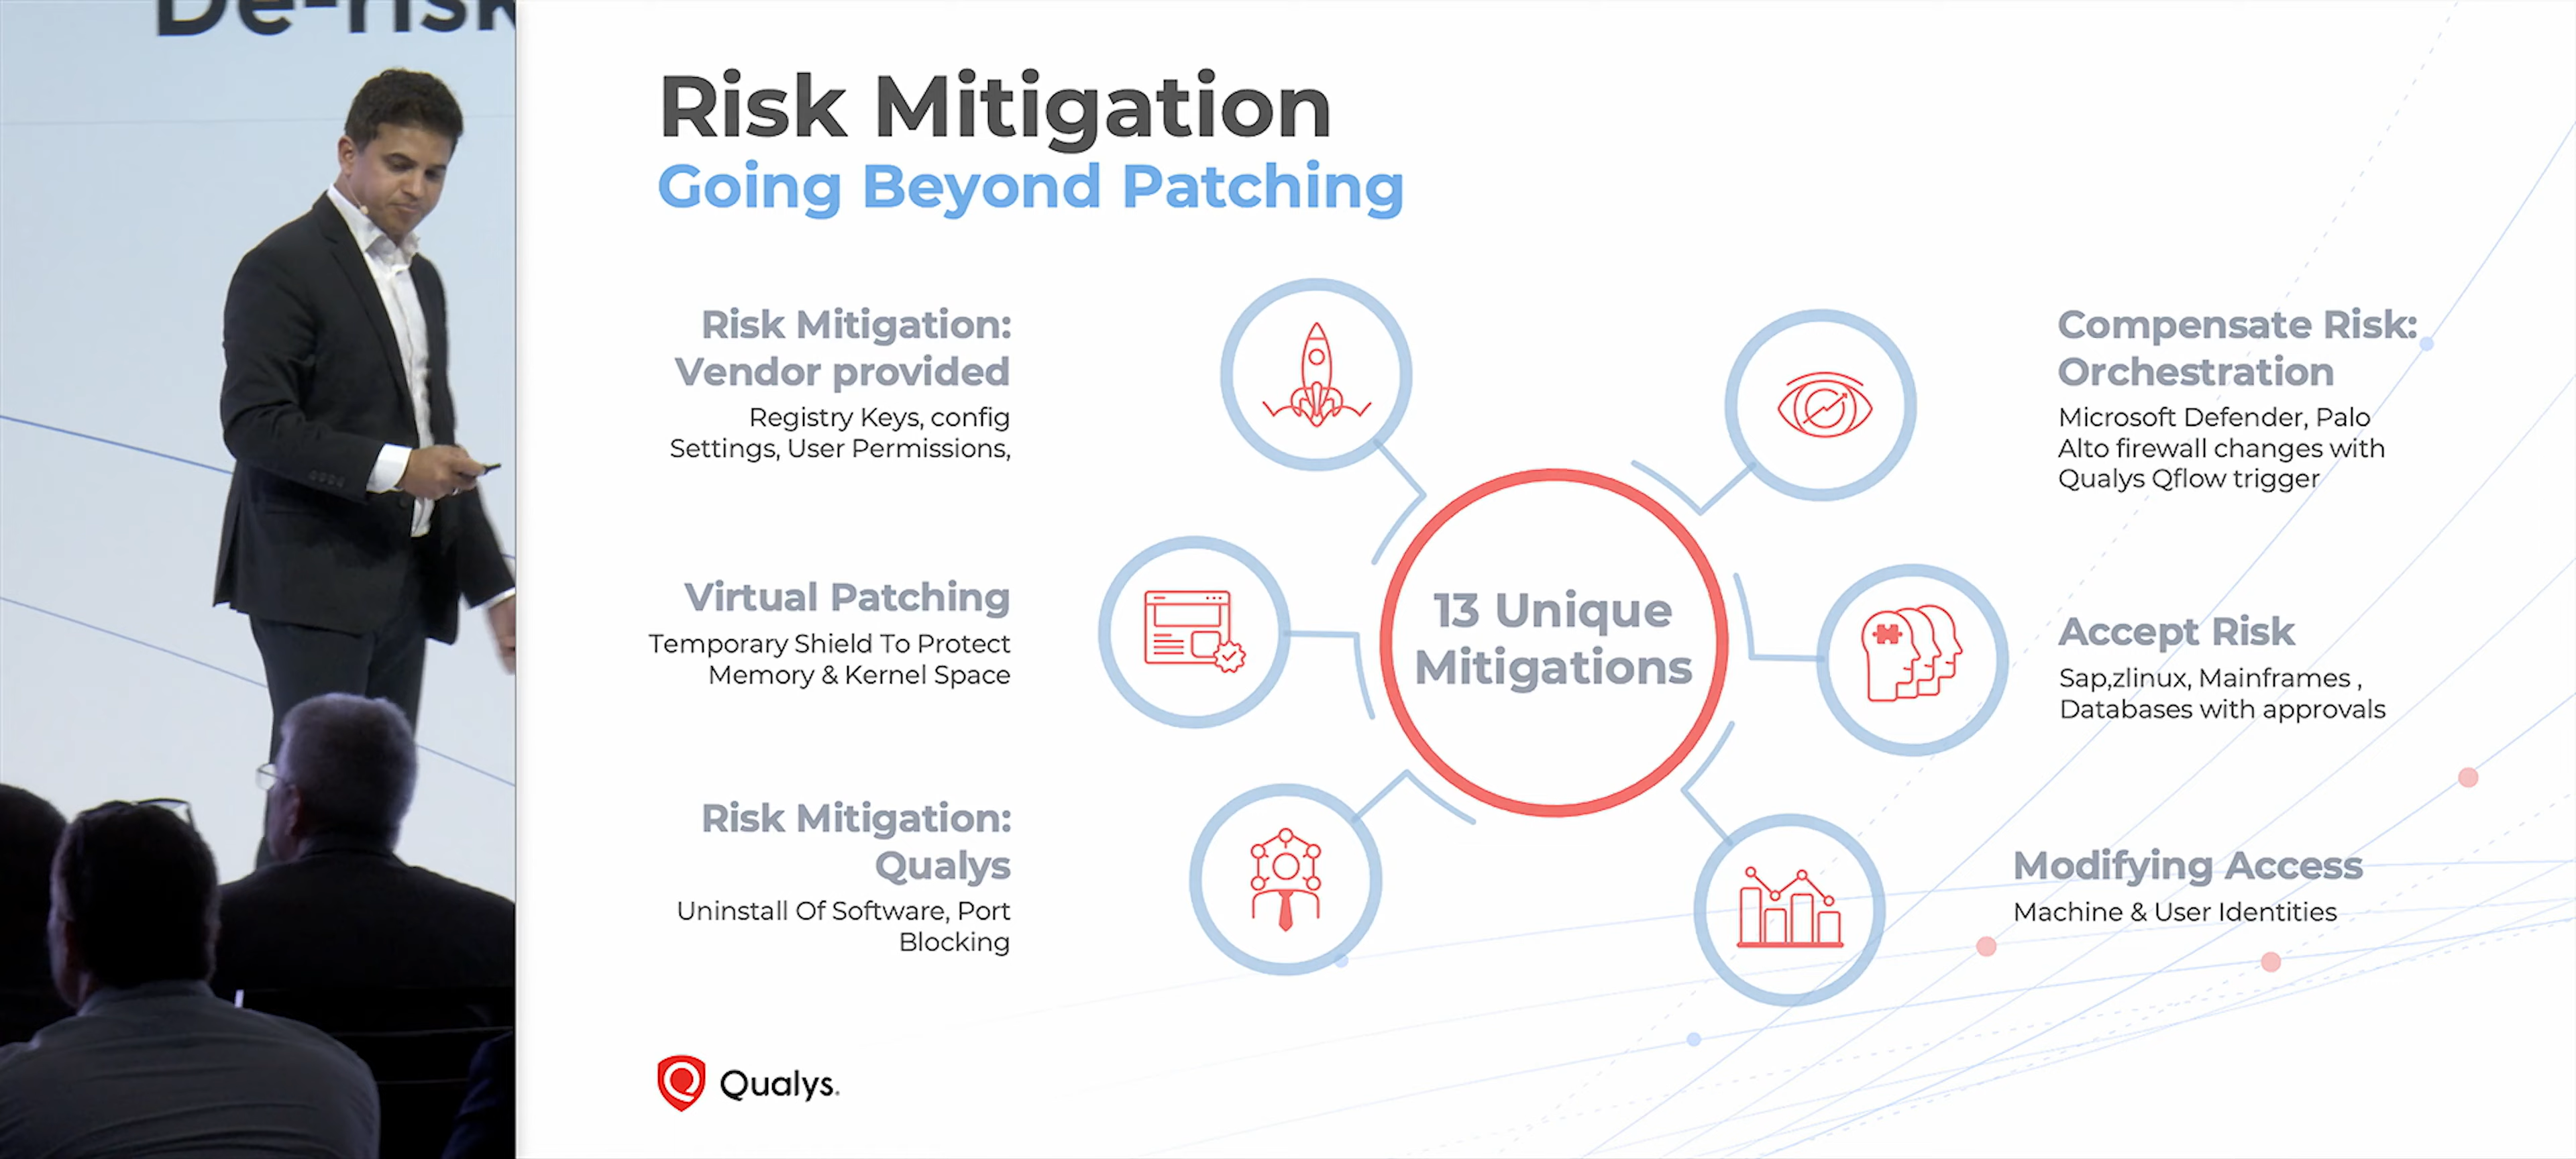 De-risk
Risk Mitigation
Going Beyond Patching
Risk Mitigation:
Vendor provided
Registry Keys, config
Settings, User Permissions,
Virtual Patching
Temporary Shield To Protect
Memory & Kernel Space
Risk Mitigation:
Qualys
Uninstall Of Software, Port
Blocking
13 Unique
Mitigations
Compensate Risk:
Orchestration
Microsoft Defender, Palo
Alto firewall changes with
Qualys Qflow trigger
Accept Risk
Sap,zlinux, Mainframes ,
Databases with approvals
Modifying Access
Machine & User Identities
Qualys.